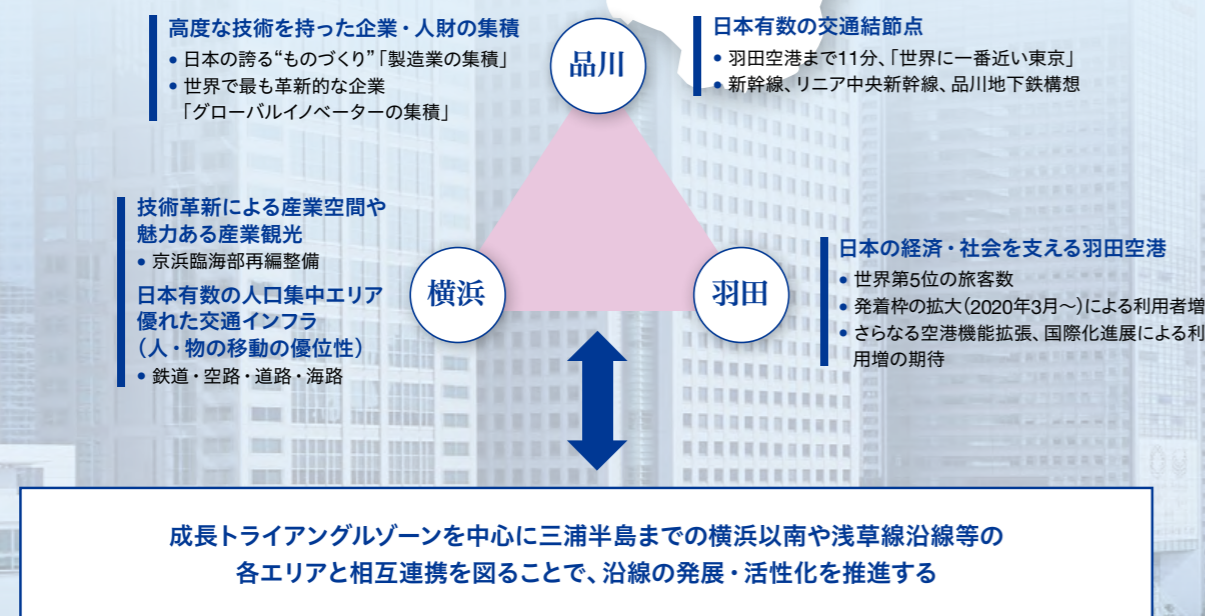 高度な技術を持った企業・人財の集積
• 日本の誇る“ものづくり”「製造業の集積」
• 世界で最も革新的な企業
「グローバルイノベーターの集積」
品川
日本有数の交通結節点
• 羽田空港まで11分、「世界に一番近い東京」
• 新幹線、リニア中央新幹線、品川地下鉄構想
技術革新による産業空間や
魅力ある産業観光
• 京浜臨海部再編整備
日本有数の人口集中エリア
優れた交通インフラ
（人・物の移動の優位性）
• 鉄道・空路・道路・海路
横浜
羽田
日本の経済・社会を支える羽田空港
• 世界第5位の旅客数
• 発着枠の拡大(2020年3月～)による利用者増
• さらなる空港機能拡張、国際化進展による利
用増の期待
成長トライアングルゾーンを中心に三浦半島までの横浜以南や浅草線沿線等の
各エリアと相互連携を図ることで、沿線の発展・活性化を推進する